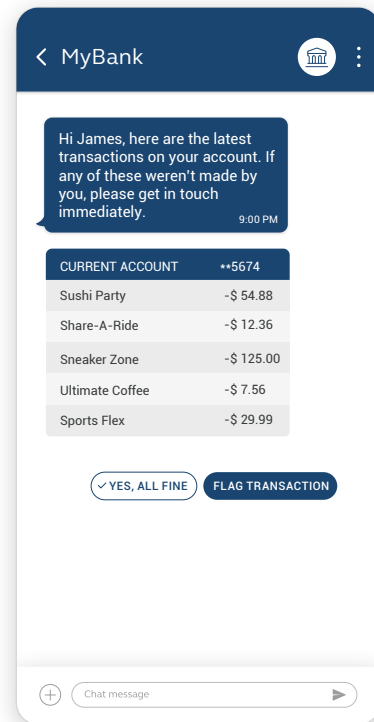 MyBank
Hi James, here are the latest
transactions on your account. If
any of these weren't made by
you, please get in touch
immediately.
9:00 PM
CURRENT ACCOUNT **5674
Sushi Party -$ 54.88
Share-A-Ride -$ 12.36
Sneaker Zone -$ 125.00
Ultimate Coffee -$ 7.56
Sports Flex -$ 29.99
YES, ALL FINE FLAG TRANSACTION
Chat message